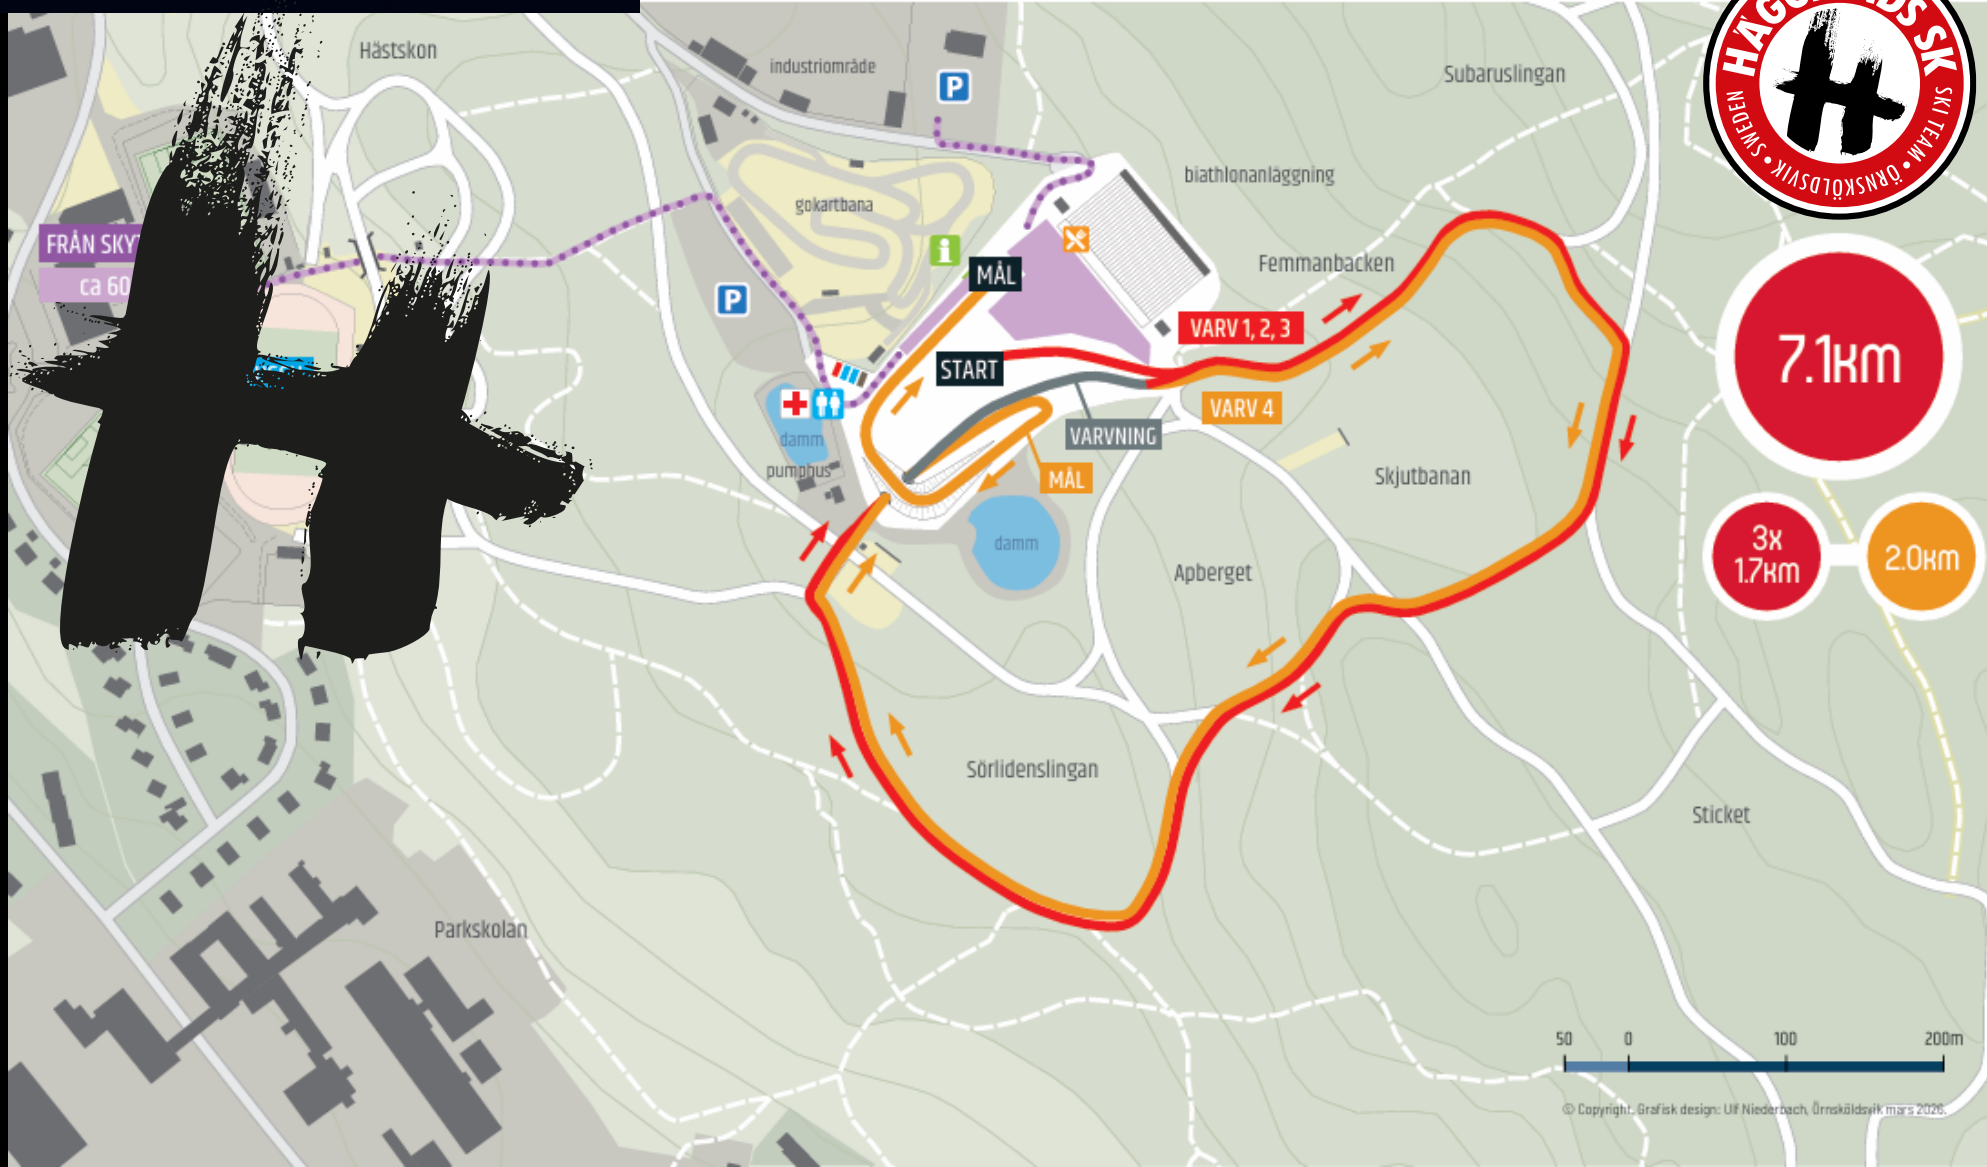 Hästskon
industriområde
P
Subaruslingan
SK
SKI TEAM • ÖRNSKÖLDSVIK • SWEDEN
biathlonanläggning
gokartbana
FRÅN
ca 60
i
MÅL
Femmanbacken
P
VARV 1, 2, 3
START
7.1km
VARV 4
VARVNING
damm
pumphus
MÅL
Skjutbanan
damm
3x
1.7km
2.0km
Apberget
Sörlidenslingan
Sticket
Parkskolan
50 0 100 200m
© Copyright. Grafisk design: Ulf Niederbach, Örnsköldsvik mars 2026.